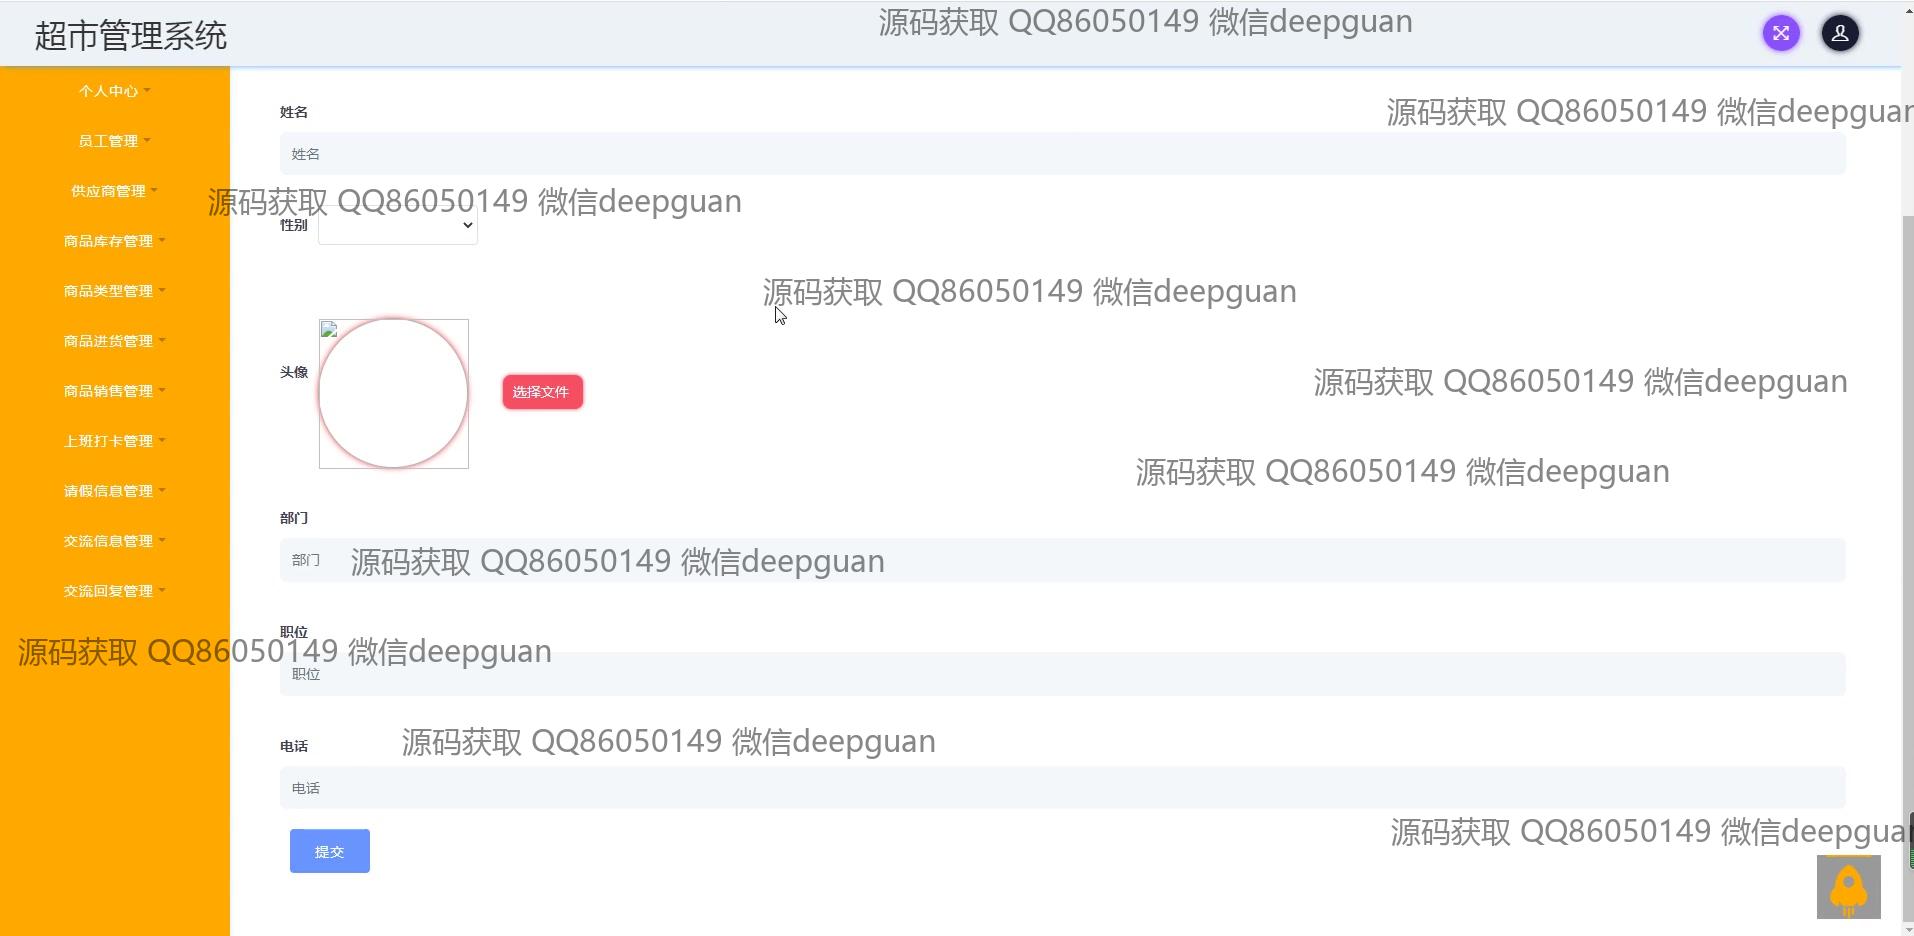 超市管理系统
源码获取 QQ86050149 微信deepguan
个人中心
员工管理
供应商管理
商品库存管理
商品类型管理
商品进货管理
商品销售管理
上班打卡管理
请假信息管理
交流信息管理
交流回复管理
姓名
源码获取 QQ86050149 微信deepguan
姓名
源码获取 QQ86050149 微信deepguan
性别
源码获取 QQ86050149 微信deepguan
头像
选择文件
源码获取 QQ86050149 微信deepguan
源码获取 QQ86050149 微信deepguan
部门
部门
源码获取 QQ86050149 微信deepguan
职位
源码获取 QQ86050149 微信deepguan
职位
电话
源码获取 QQ86050149 微信deepguan
电话
源码获取 QQ86050149 微信deepguan
提交